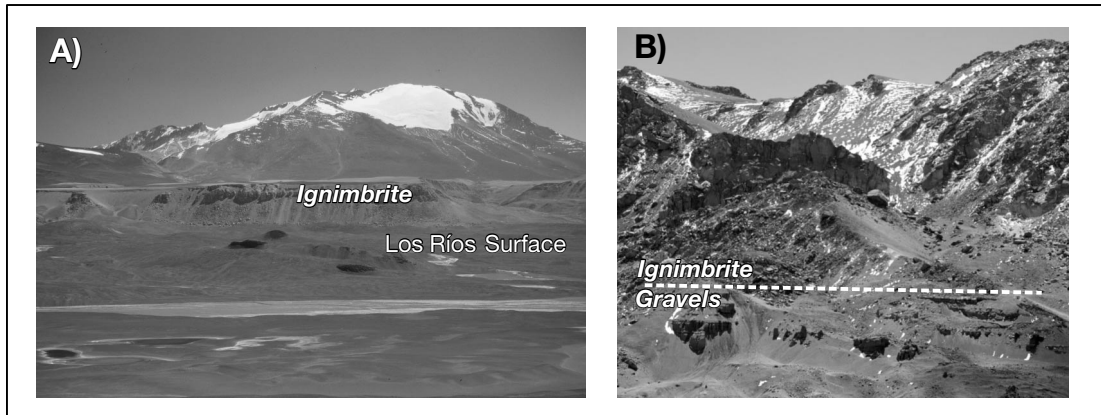 A)
Ignimbrite
Los Ríos Surface
B)
Ignimbrite
Gravels